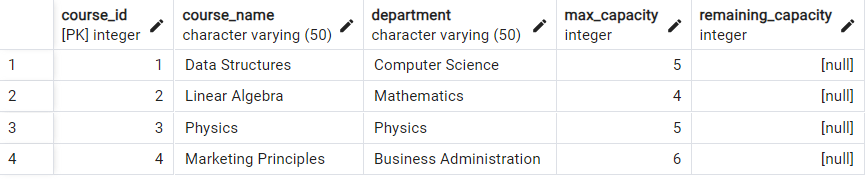 course_id course_name department max_capacity remaining_capacity
[PK] integer character varying (50) character varying (50) integer integer
1 1 Data Structures Computer Science 5 [null]
2 2 Linear Algebra Mathematics 4 [null]
3 3 Physics Physics 5 [null]
4 4 Marketing Principles Business Administration 6 [null]